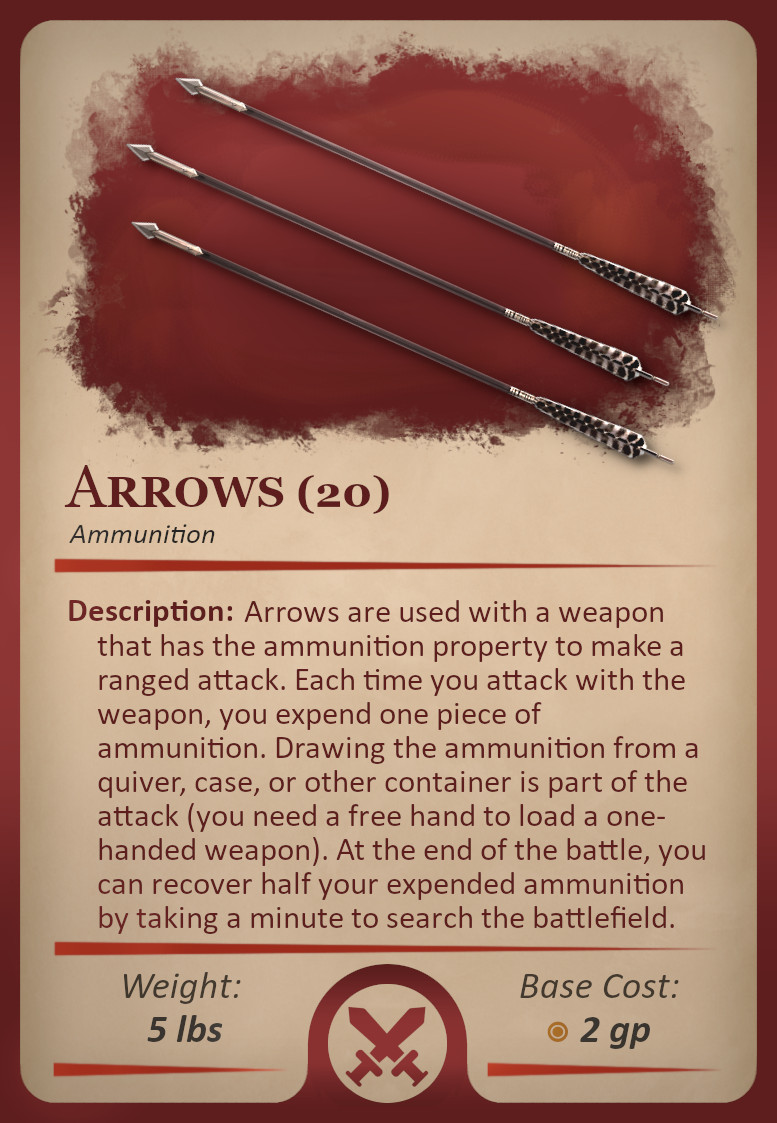 Arrows (20)
Ammunition
Description: Arrows are used with a weapon
that has the ammunition property to make a
ranged attack. Each time you attack with the
weapon, you expend one piece of
ammunition. Drawing the ammunition from a
quiver, case, or other container is part of the
attack (you need a free hand to load a one-
handed weapon). At the end of the battle, you
can recover half your expended ammunition
by taking a minute to search the battlefield.
Weight:
5 lbs
Base Cost:
2 gp